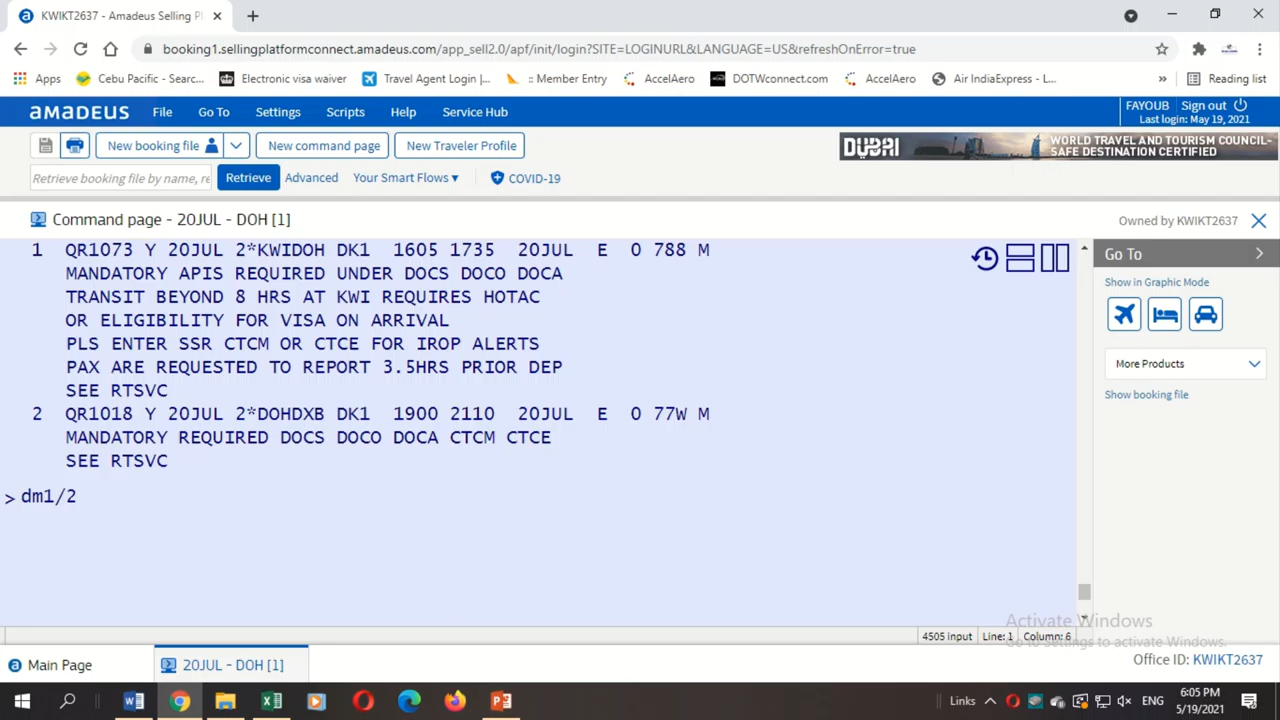 KWIKT2637 - Amadeus Selling Pl
booking1.sellingplatformconnect.amadeus.com/app_sell2.0/apf/init/login?SITE=LOGINURL&LANGUAGE=US&refreshOnError=true
Apps Cebu Pacific - Searc... Electronic visa waiver Travel Agent Login |... :: Member Entry AccelAero DOTWconnect.com AccelAero Air IndiaExpress - L... » Reading list
amadeus File Go To Settings Scripts Help Service Hub FAYOUB Sign out
Last login: May 19, 2021
New booking file New command page New Traveler Profile DUBAI WORLD TRAVEL AND TOURISM COUNCIL-
SAFE DESTINATION CERTIFIED
Retrieve booking file by name, re Retrieve Advanced Your Smart Flows COVID-19
Command page - 20JUL - DOH [1] Owned by KWIKT2637
1 QR1073 Y 20JUL 2*KWIDOH DK1 1605 1735 20JUL E 0 788 M
MANDATORY APIS REQUIRED UNDER DOCS DOCO DOCA
TRANSIT BEYOND 8 HRS AT KWI REQUIRES HOTAC
OR ELIGIBILITY FOR VISA ON ARRIVAL
PLS ENTER SSR CTCM OR CTCE FOR IROP ALERTS
PAX ARE REQUESTED TO REPORT 3.5HRS PRIOR DEP
SEE RTSVC
2 QR1018 Y 20JUL 2*DOHDXB DK1 1900 2110 20JUL E 0 77W M
MANDATORY REQUIRED DOCS DOCO DOCA CTCM CTCE
SEE RTSVC
> dm1/2
Go To
Show in Graphic Mode
More Products
Show booking file
Activate Windows
Go to Settings to activate Windows.
4505 input Line: 1 Column: 6
Main Page 20JUL - DOH [1] Office ID: KWIKT2637
Links ENG 6:05 PM
5/19/2021